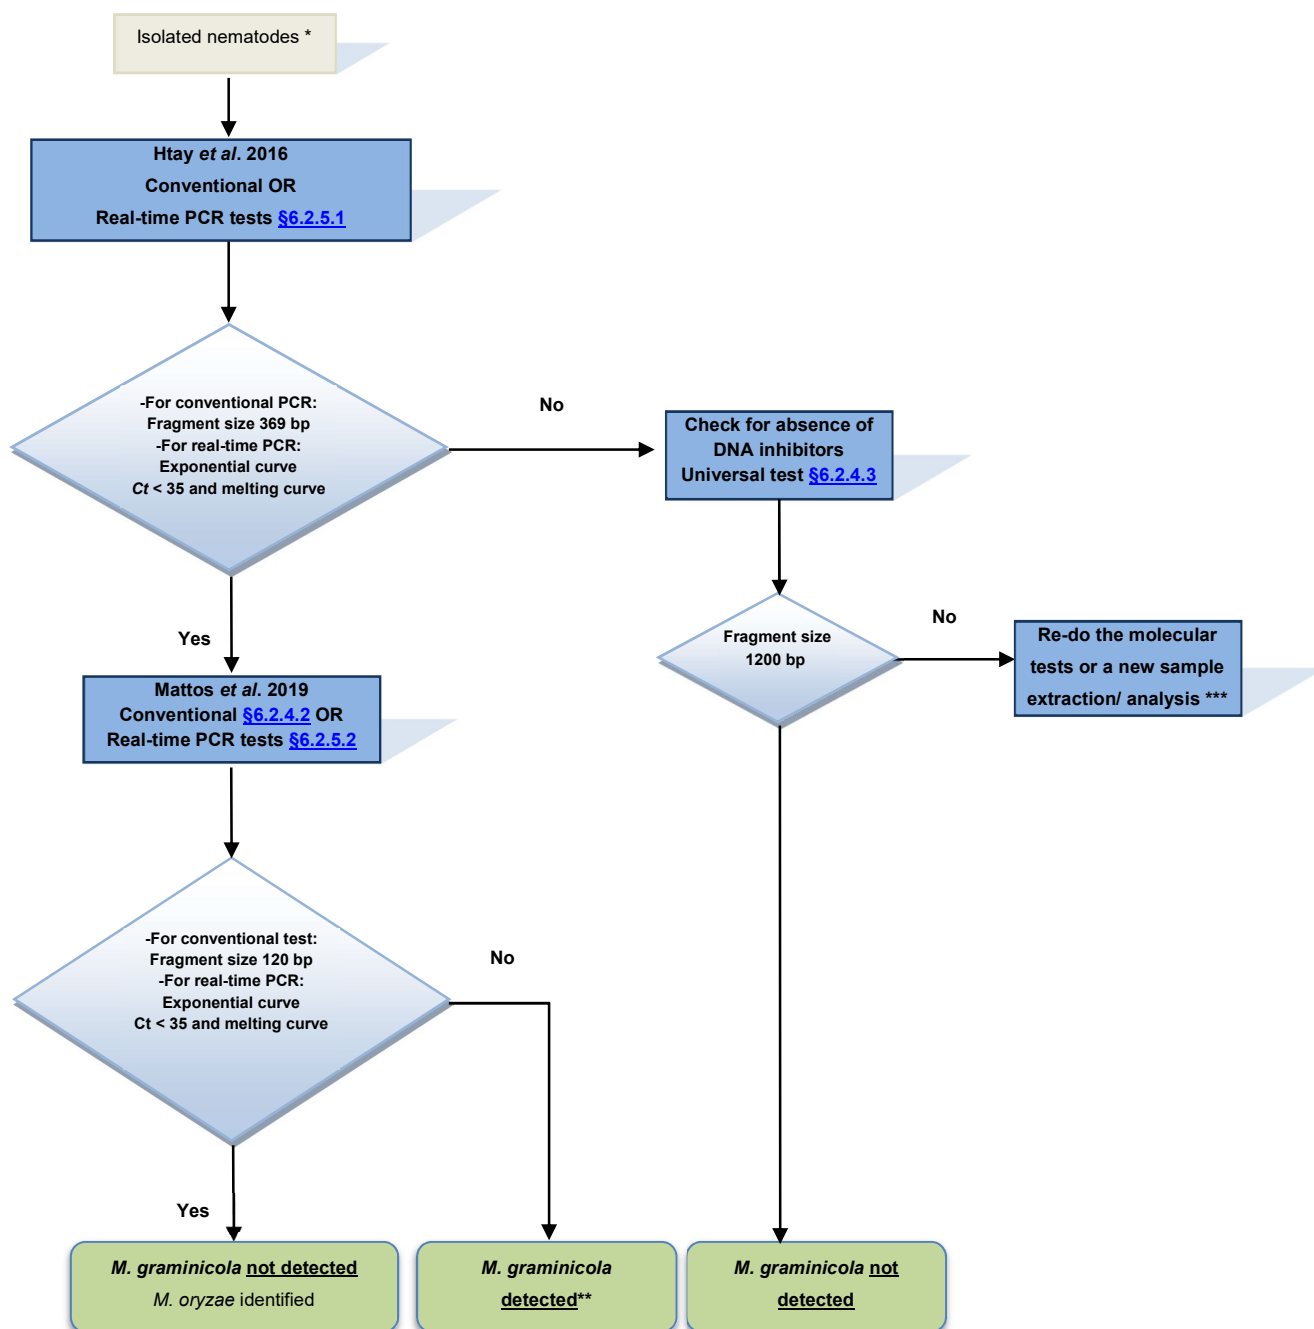 Isolated nematodes *
Htay et al. 2016
Conventional OR
Real-time PCR tests §6.2.5.1
-For conventional PCR:
Fragment size 369 bp
-For real-time PCR:
Exponential curve
Ct < 35 and melting curve
No
Check for absence of
DNA inhibitors
Universal test §6.2.4.3
Yes
Fragment size
1200 bp
No
Re-do the molecular
tests or a new sample
extraction/ analysis ***
Mattos et al. 2019
Conventional §6.2.4.2 OR
Real-time PCR tests §6.2.5.2
-For conventional test:
Fragment size 120 bp
-For real-time PCR:
Exponential curve
Ct < 35 and melting curve
No
Yes
M. graminicola not detected
M. oryzae identified
M. graminicola
detected**
M. graminicola not
detected